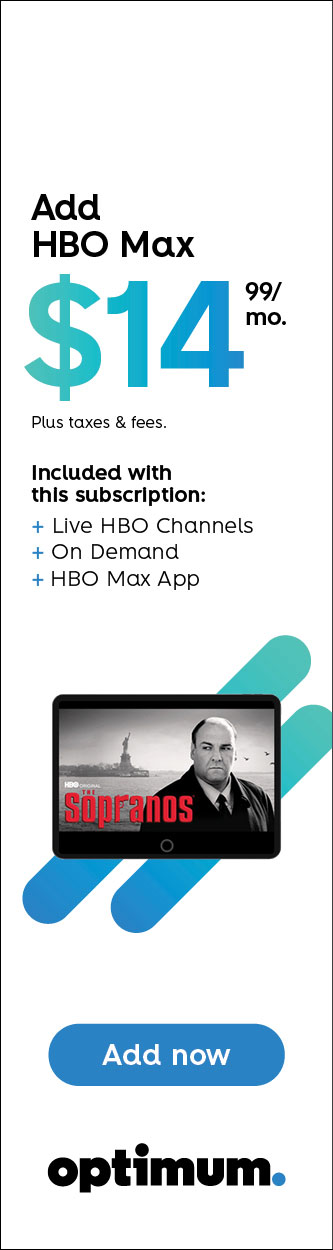 Add
HBO Max
$14 99/
mo.
Plus taxes & fees.
Included with
this subscription:
+ Live HBO Channels
+ On Demand
+ HBO Max App
HBO ORIGINAL
THE
Sopranos
Add now
optimum.